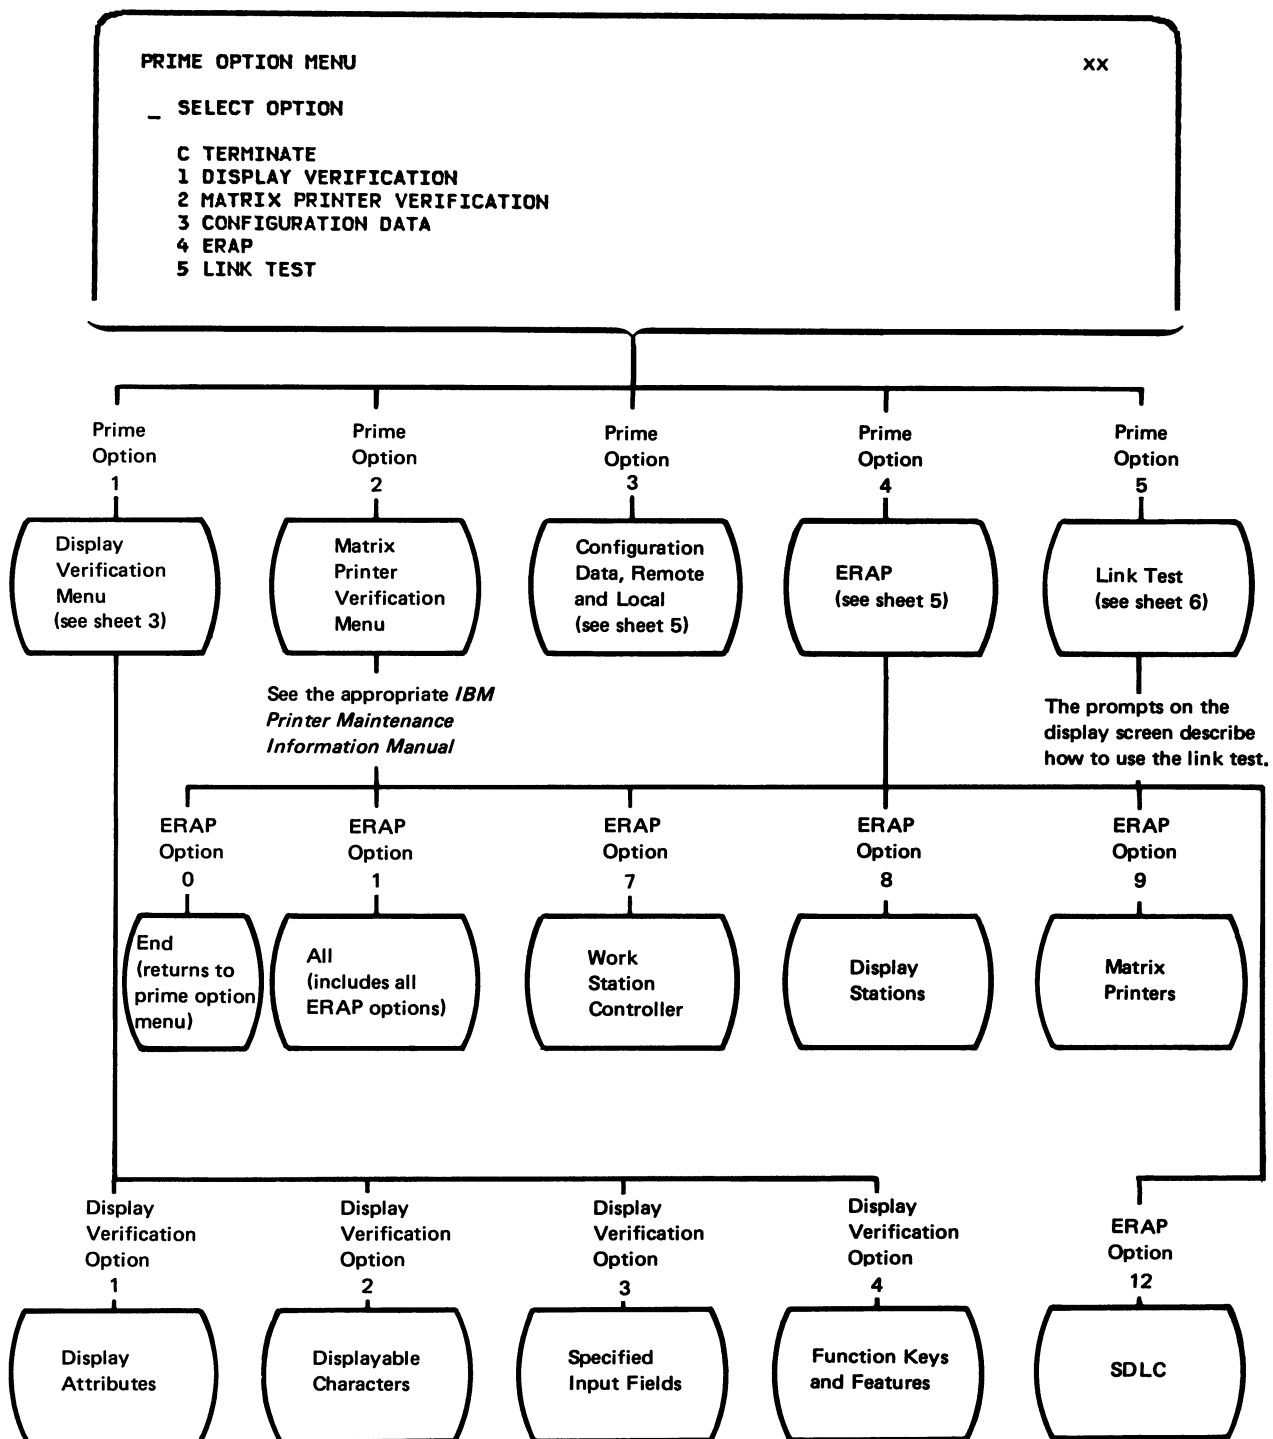 PRIME OPTION MENU xx
_ SELECT OPTION
C TERMINATE
1 DISPLAY VERIFICATION
2 MATRIX PRINTER VERIFICATION
3 CONFIGURATION DATA
4 ERAP
5 LINK TEST
Prime
Option
1
Prime
Option
2
Prime
Option
3
Prime
Option
4
Prime
Option
5
Display
Verification
Menu
(see sheet 3)
Matrix
Printer
Verification
Menu
Configuration
Data, Remote
and Local
(see sheet 5)
ERAP
(see sheet 5)
Link Test
(see sheet 6)
See the appropriate IBM
Printer Maintenance
Information Manual
The prompts on the
display screen describe
how to use the link test.
ERAP
Option
0
ERAP
Option
1
ERAP
Option
7
ERAP
Option
8
ERAP
Option
9
End
(returns to
prime option
menu)
All
(includes all
ERAP options)
Work
Station
Controller
Display
Stations
Matrix
Printers
Display
Verification
Option
1
Display
Verification
Option
2
Display
Verification
Option
3
Display
Verification
Option
4
ERAP
Option
12
Display
Attributes
Displayable
Characters
Specified
Input Fields
Function Keys
and Features
SDLC